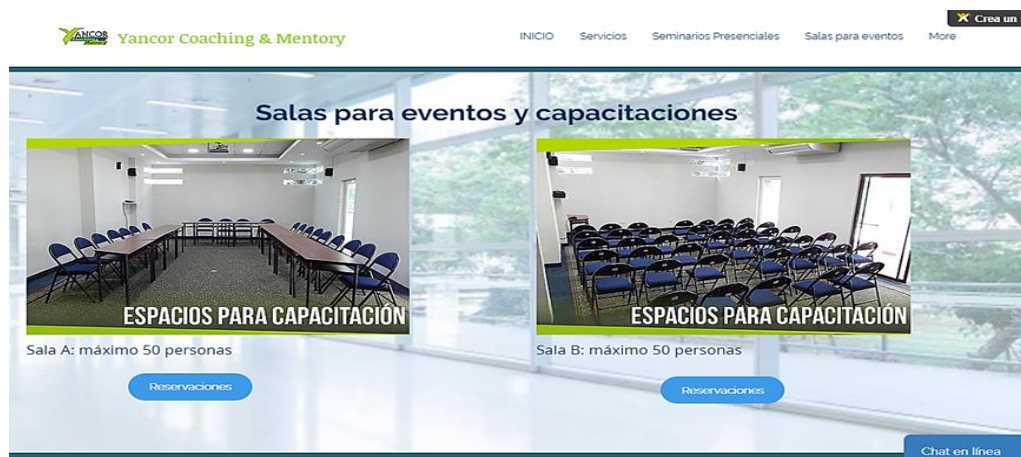 Crea un
YANCOR
Yancor Coaching & Mentory
INICIO Servicios Seminarios Presenciales Salas para eventos More
Salas para eventos y capacitaciones
ESPACIOS PARA CAPACITACIÓN
ESPACIOS PARA CAPACITACIÓN
Sala A: máximo 50 personas
Sala B: máximo 50 personas
Reservaciones
Reservaciones
Chat en línea